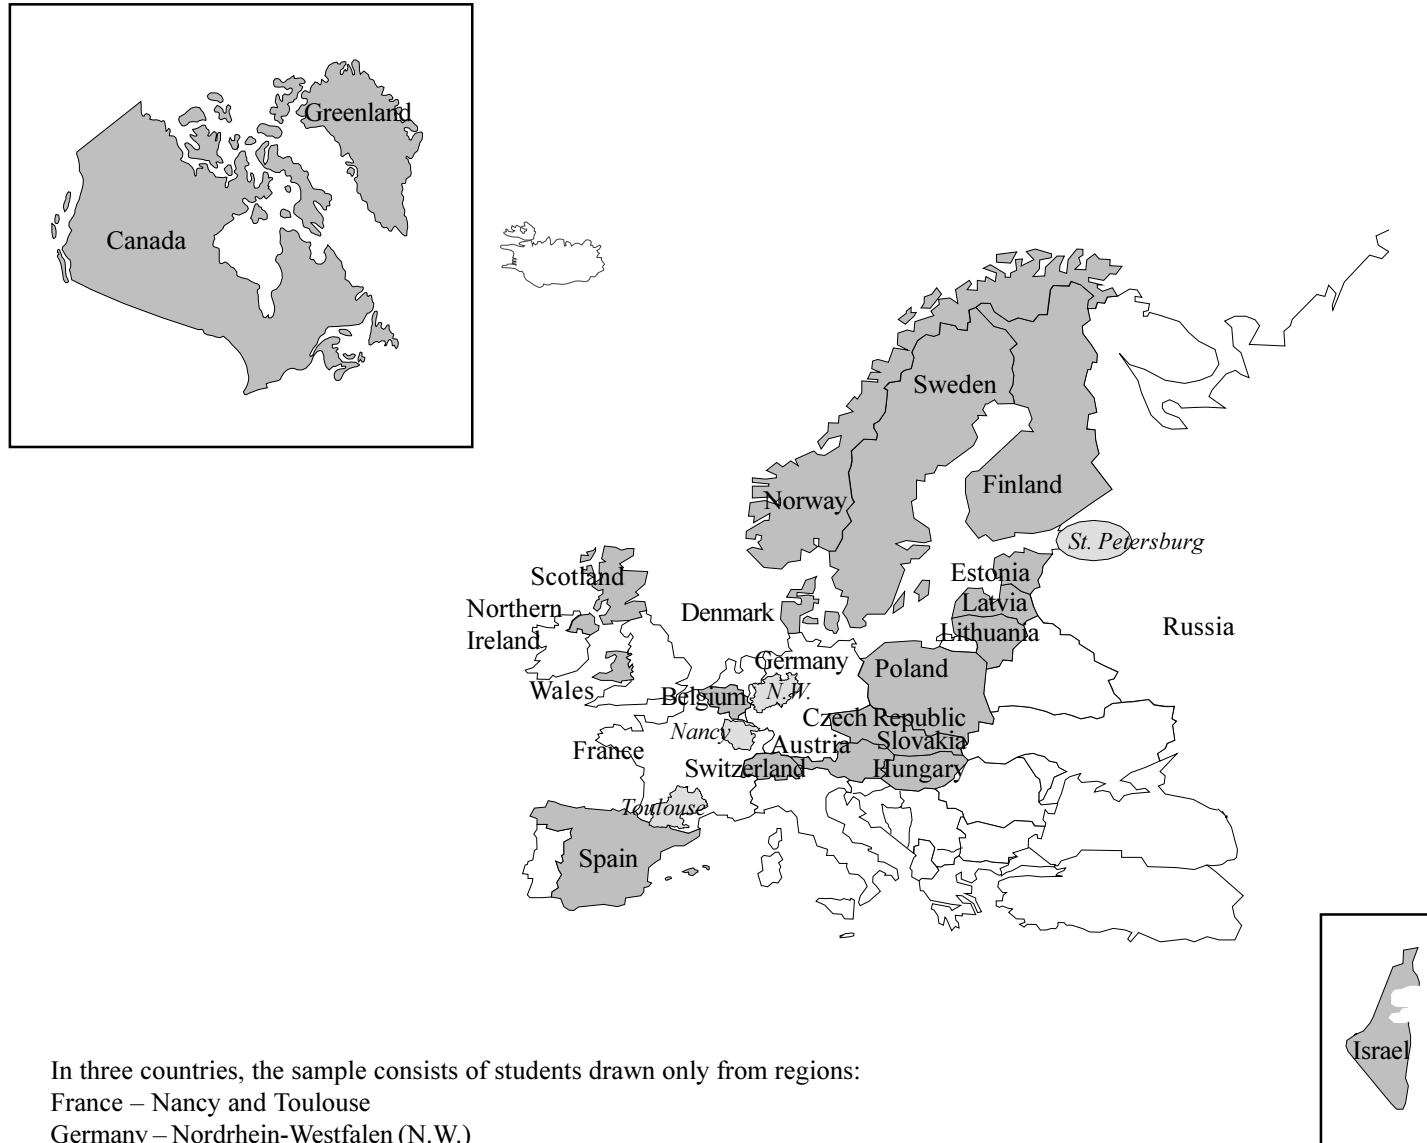 Greenland
Canada
Sweden
Finland
Norway
St. Petersburg
Estonia
Scotland
Latvia
Northern
Ireland
Denmark
Lithuania
Russia
Germany
Poland
Wales
Belgium
N.W.
Czech Republic
Nancy
France
Austria
Slovakia
Switzerland
Hungary
Toulouse
Spain
Israel
In three countries, the sample consists of students drawn only from regions:
France – Nancy and Toulouse
Germany – Nordrhein-Westfalen (N.W.)